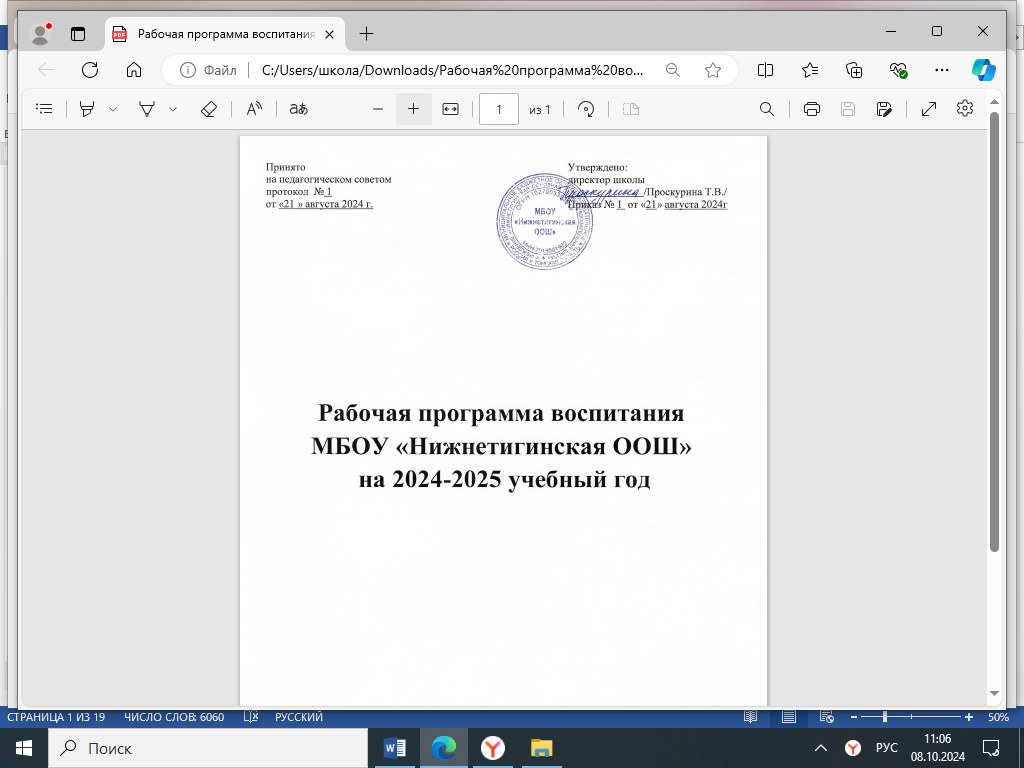 Рабочая программа воспитания
Файл
C:/Users/школа/Downloads/Рабочая%20программа%20во...
1
из 1
Принято
на педагогическом советом
протокол № 1
от «21 » августа 2024 г.
Утверждено:
директор школы
/Проскурина Т.В./
Приказ № 1 от «21» августа 2024г
МБОУ
«Нижнетигинская
ООШ»
Рабочая программа воспитания
МБОУ «Нижнетигинская ООШ»
на 2024-2025 учебный год
СТРАНИЦА 1 ИЗ 19
ЧИСЛО СЛОВ: 6060
РУССКИЙ
50%
Поиск
РУС
11:06
08.10.2024